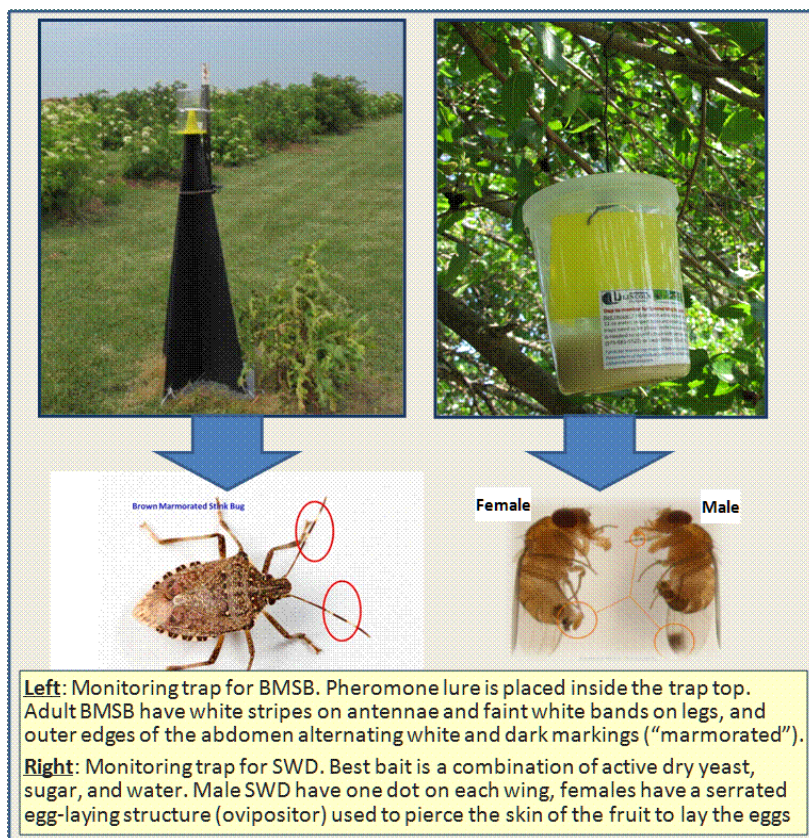 Brown Marmorated Stink Bug
Female
Male
Left: Monitoring trap for BMSB. Pheromone lure is placed inside the trap top.
Adult BMSB have white stripes on antennae and faint white bands on legs, and
outer edges of the abdomen alternating white and dark markings (“marmorated”).
Right: Monitoring trap for SWD. Best bait is a combination of active dry yeast,
sugar, and water. Male SWD have one dot on each wing, females have a serrated
egg-laying structure (ovipositor) used to pierce the skin of the fruit to lay the eggs